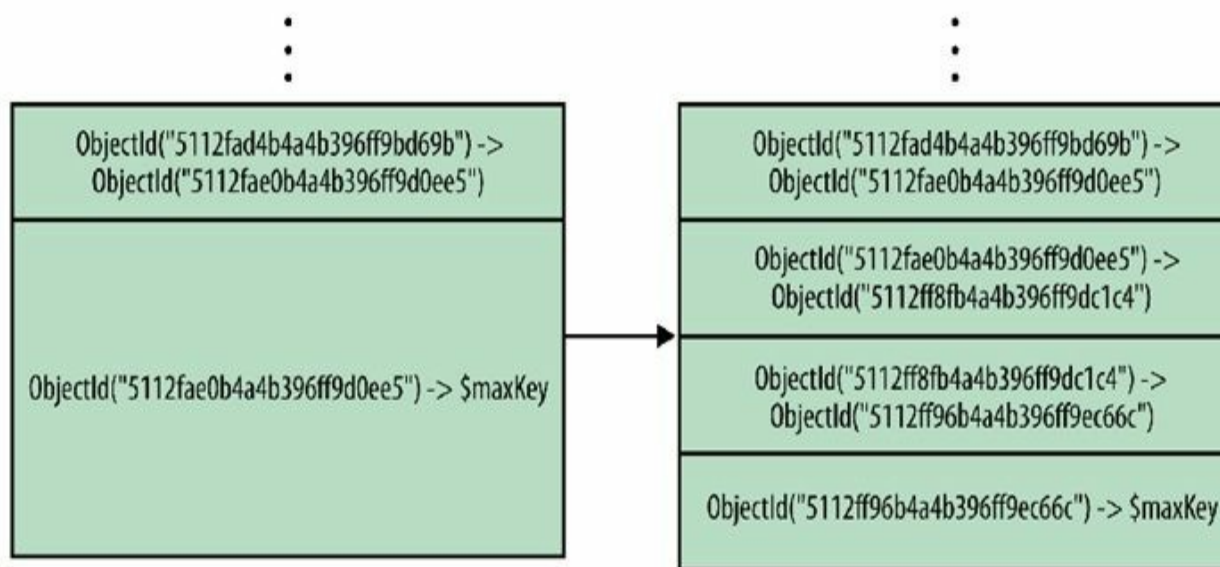 ObjectId("5112fad4b4a4b396ff9bd69b") ->
ObjectId("5112fae0b4a4b396ff9d0ee5")
ObjectId("5112fae0b4a4b396ff9d0ee5") -> $maxKey
ObjectId("5112fad4b4a4b396ff9bd69b") ->
ObjectId("5112fae0b4a4b396ff9d0ee5")
ObjectId("5112fae0b4a4b396ff9d0ee5") ->
ObjectId("5112ff8fb4a4b396ff9dc1c4")
ObjectId("5112ff8fb4a4b396ff9dc1c4") ->
ObjectId("5112ff96b4a4b396ff9ec66c")
ObjectId("5112ff96b4a4b396ff9ec66c") -> $maxKey